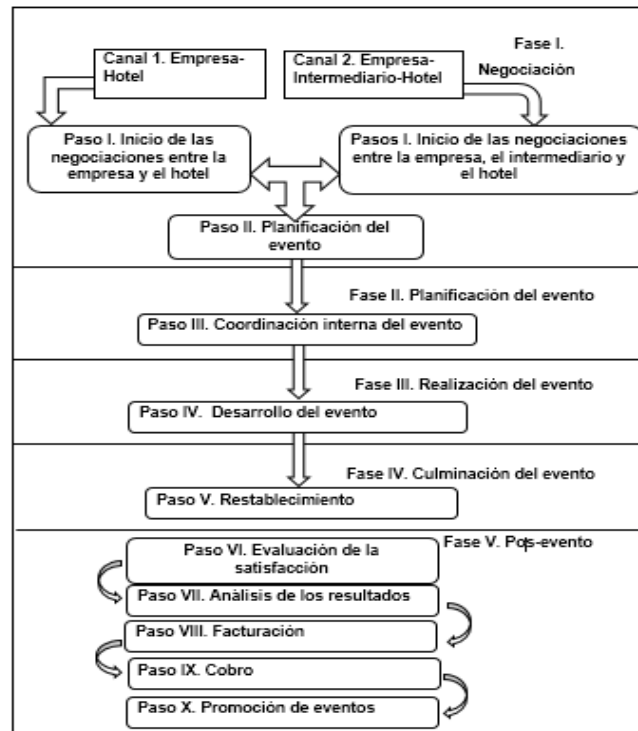 Canal 1. Empresa-
Hotel
Canal 2. Empresa-
Intermediario-Hotel
Fase I.
Negociación
Paso I. Inicio de las
negociaciones entre la
empresa y el hotel
Pasos I. Inicio de las negociaciones
entre la empresa, el intermediario y
el hotel
Paso II. Planificación del
evento
Fase II. Planificación del evento
Paso III. Coordinación interna del evento
Fase III. Realización del evento
Paso IV. Desarrollo del evento
Fase IV. Culminación del evento
Paso V. Restablecimiento
Fase V. Pos-evento
Paso VI. Evaluación de la
satisfacción
Paso VII. Anàlisis de los resultados
Paso VIII. Facturación
Paso IX. Cobro
Paso X. Promoción de eventos